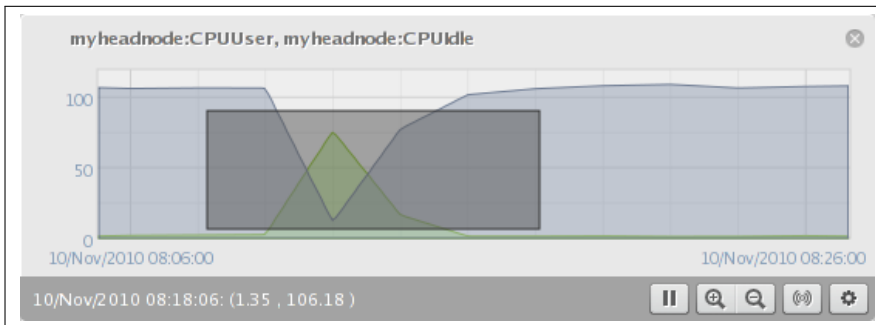 myheadnode:CPUUser, myheadnode:CPUIdle
100
50
0
10/Nov/2010 08:06:00 10/Nov/2010 08:26:00
10/Nov/2010 08:18:06: (1.35 , 106.18 )